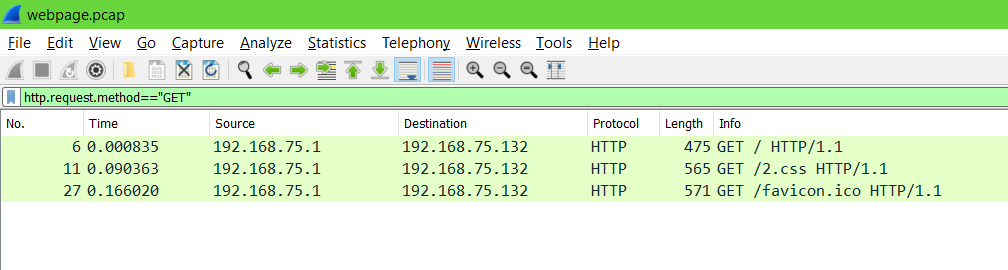 webpage.pcap
File Edit View Go Capture Analyze Statistics Telephony Wireless Tools Help
http.request.method=="GET"
No. Time Source Destination Protocol Length Info
6 0.000835 192.168.75.1 192.168.75.132 HTTP 475 GET / HTTP/1.1
11 0.090363 192.168.75.1 192.168.75.132 HTTP 565 GET /2.css HTTP/1.1
27 0.166020 192.168.75.1 192.168.75.132 HTTP 571 GET /favicon.ico HTTP/1.1